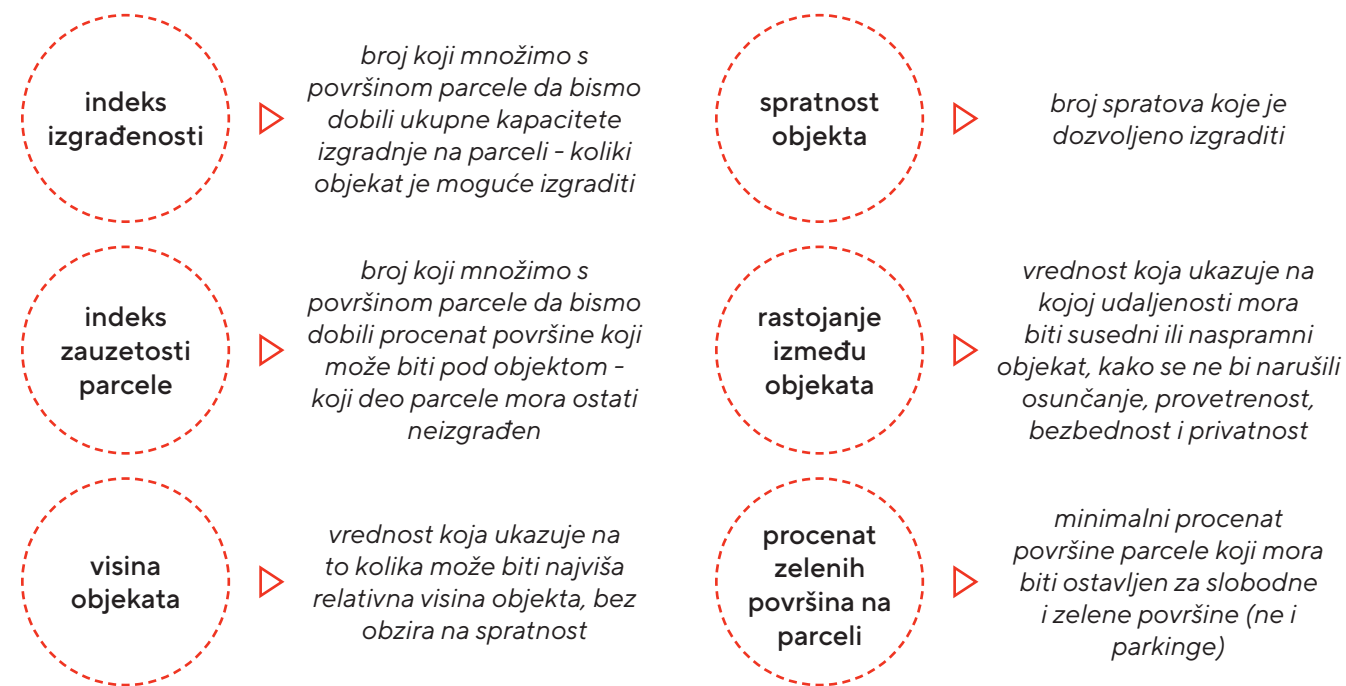 indeks
izgrađenosti
broj koji množimo s
površinom parcele da bismo
dobili ukupne kapacitete
izgradnje na parceli - koliki
objekat je moguće izgraditi
spratnost
objekta
broj spratova koje je
dozvoljeno izgraditi
indeks
zauzetosti
parcele
broj koji množimo s
površinom parcele da bismo
dobili procenat površine koji
može biti pod objektom -
koji deo parcele mora ostati
neizgrađen
rastojanje
između
objekata
vrednost koja ukazuje na
kojoj udaljenosti mora
biti susedni ili naspramni
objekat, kako se ne bi narušili
osunčanje, provetrenost,
bezbednost i privatnost
visina
objekata
vrednost koja ukazuje na
to kolika može biti najviša
relativna visina objekta, bez
obzira na spratnost
procenat
zelenih
površina na
parceli
minimalni procenat
površine parcele koji mora
biti ostavljen za slobodne
i zelene površine (ne i
parkinge)